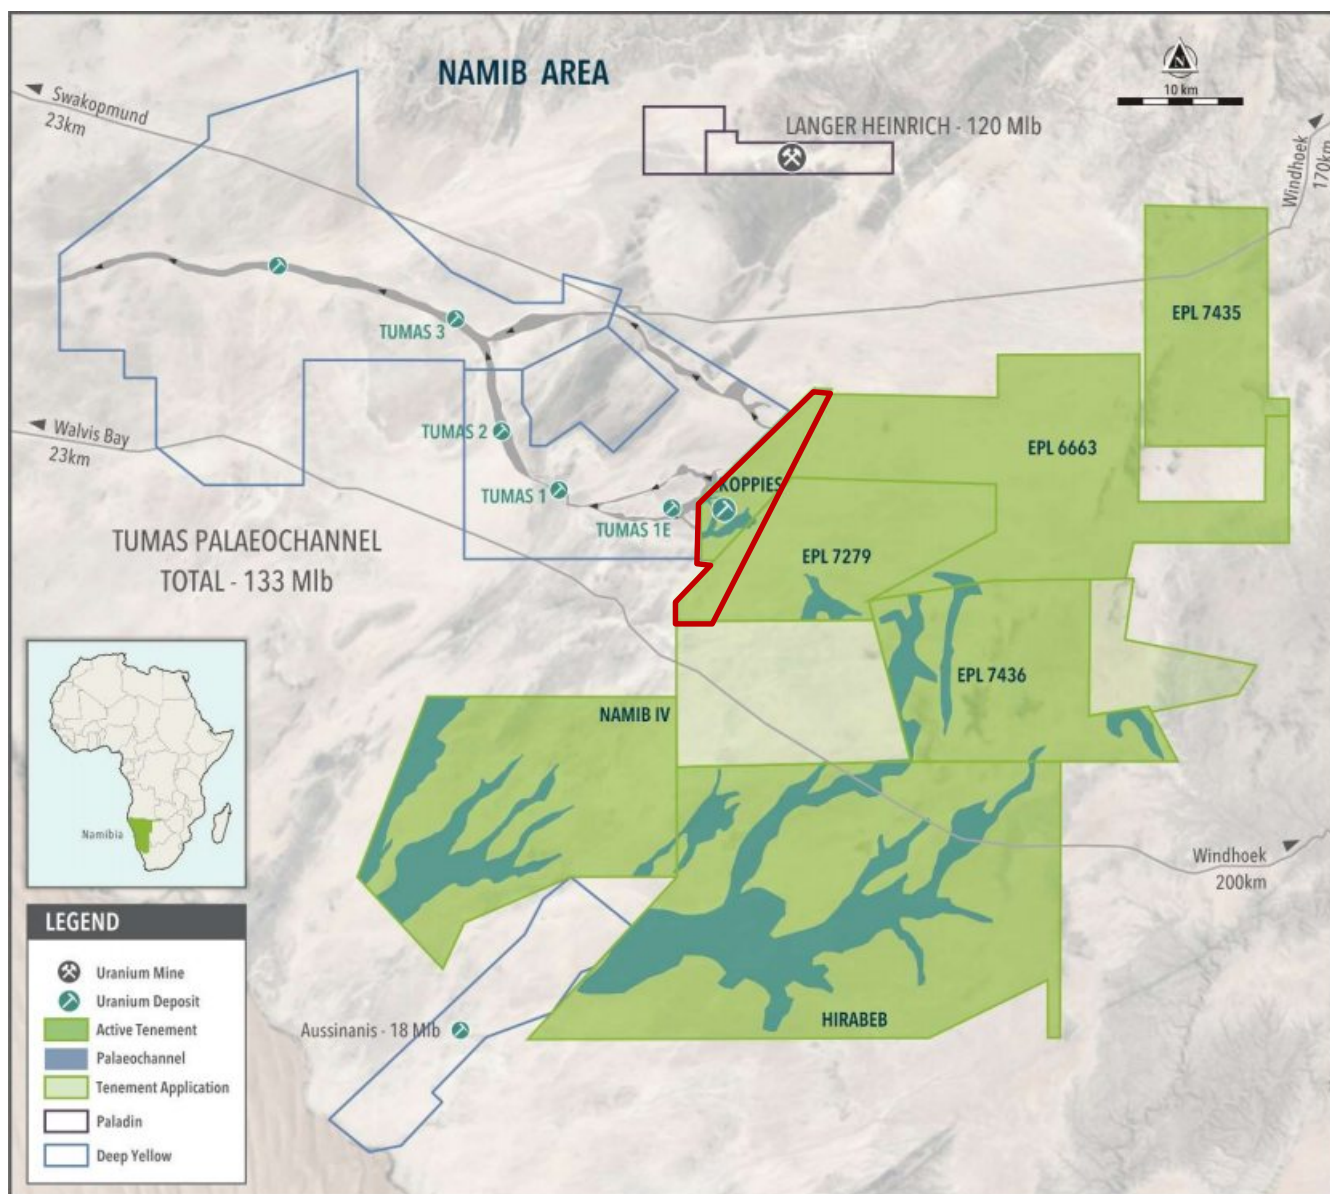 NAMIB AREA
10 km
Swakopmund
23km
LANGER HEINRICH - 120 Mlb
Windhoek
170km
EPL 7435
TUMAS 3
EPL 6663
Walvis Bay
23km
TUMAS 2
TUMAS 1
KOPPIES
TUMAS 1E
TUMAS PALAEOCHANNEL
TOTAL - 133 Mlb
EPL 7279
EPL 7436
NAMIB IV
Namibia
Windhoek
200km
HIRABEB
Aussinanis - 18 Mlb
LEGEND
Uranium Mine
Uranium Deposit
Active Tenement
Palaeochannel
Tenement Application
Paladin
Deep Yellow